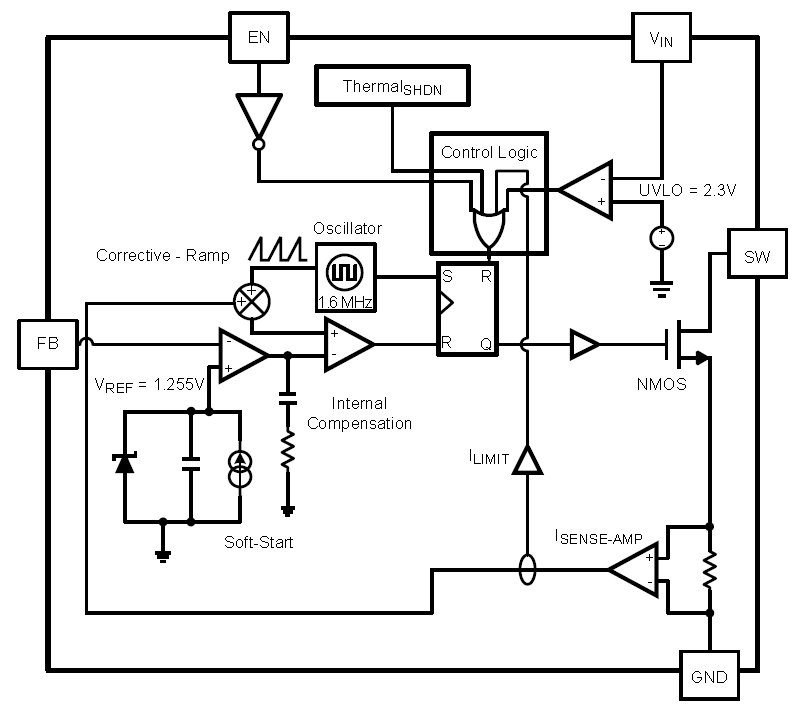 EN
VIN
ThermalSHDN
Control Logic
-
+
UVLO = 2.3V
+
-
Oscillator
Corrective - Ramp
1.6 MHz
+
+
S
R
R
Q
SW
FB
-
+
+
-
VREF = 1.255V
Internal
Compensation
NMOS
ILIMIT
Soft-Start
ISENSE-AMP
+
-
GND